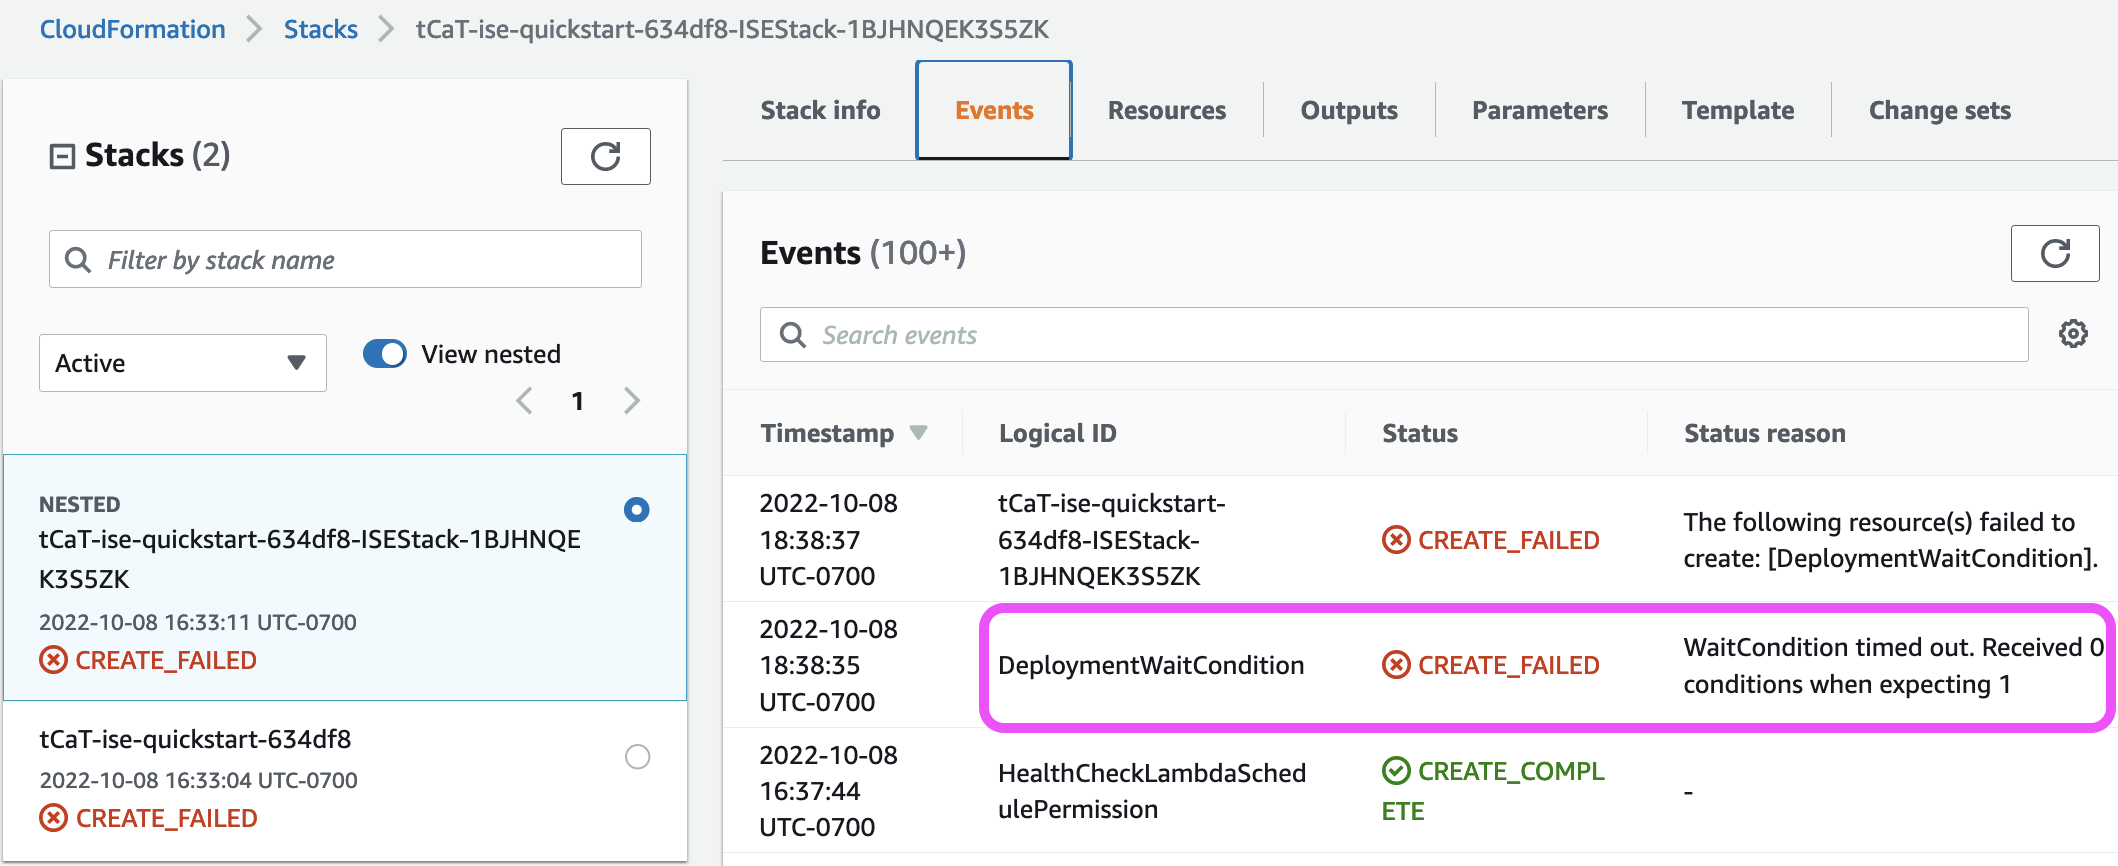 CloudFormation > Stacks > tCaT-ise-quickstart-634df8-ISEStack-1BJHNQEK3S5ZK
Stacks (2)
Filter by stack name
Active
View nested
1
NESTED
tCaT-ise-quickstart-634df8-ISEStack-1BJHNQE
K3S5ZK
2022-10-08 16:33:11 UTC-0700
CREATE_FAILED
tCaT-ise-quickstart-634df8
2022-10-08 16:33:04 UTC-0700
CREATE_FAILED
Stack info Events Resources Outputs Parameters Template Change sets
Events (100+)
Search events
Timestamp Logical ID Status Status reason
2022-10-08
18:38:37
UTC-0700
tCaT-ise-quickstart-
634df8-ISEStack-
1BJHNQEK3S5ZK
CREATE_FAILED
The following resource(s) failed to
create: [DeploymentWaitCondition].
2022-10-08
18:38:35
UTC-0700
DeploymentWaitCondition
CREATE_FAILED
WaitCondition timed out. Received 0
conditions when expecting 1
2022-10-08
16:37:44
UTC-0700
HealthCheckLambdaSched
ulePermission
CREATE_COMPL
ETE
-